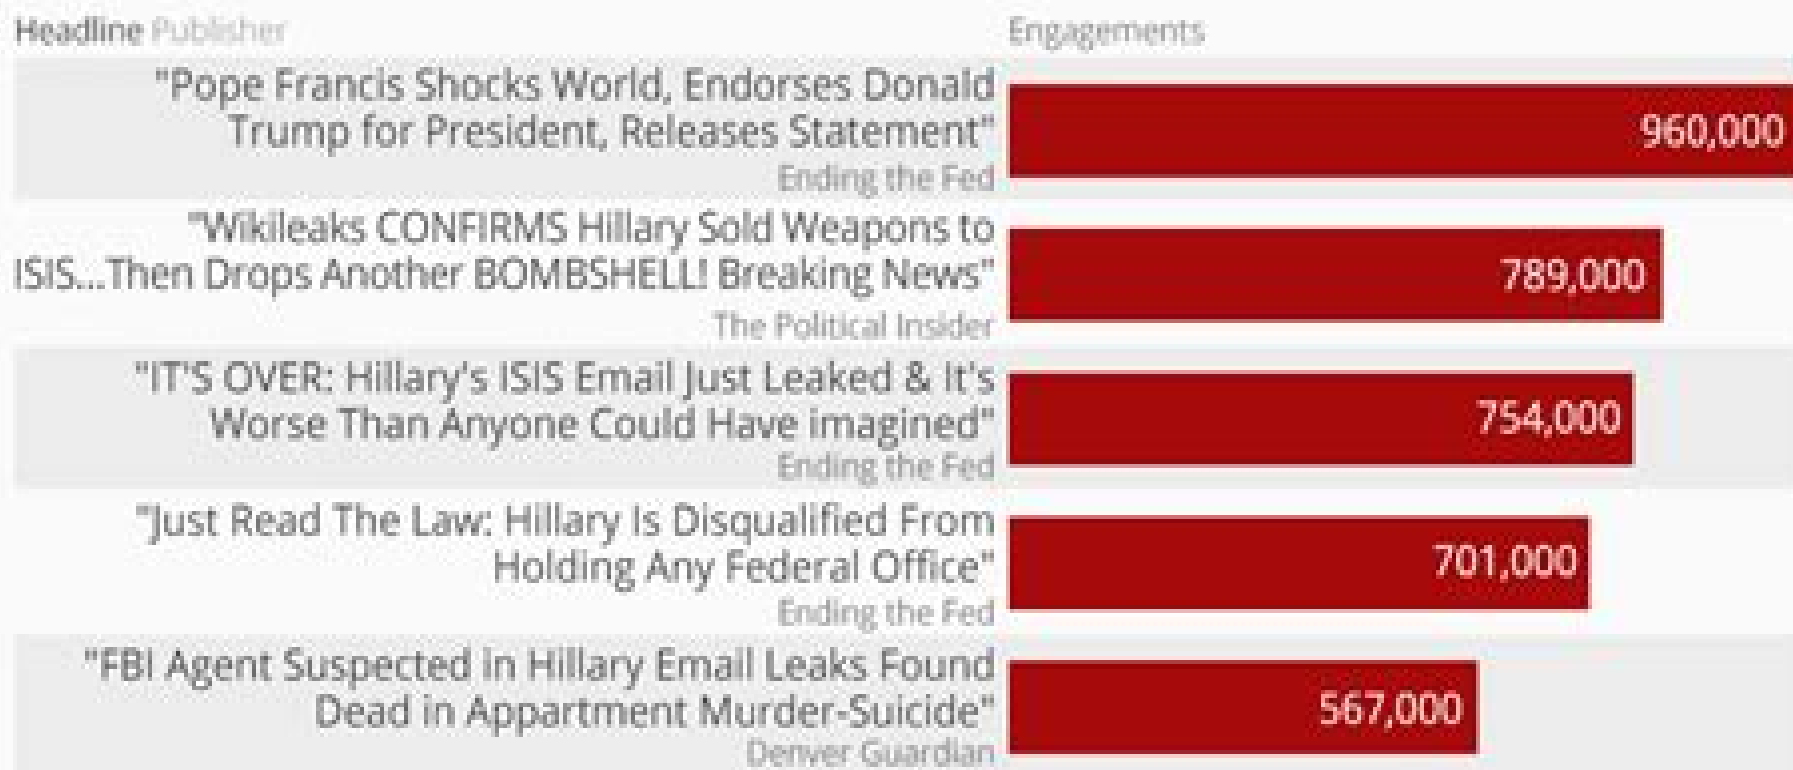 Headline Publisher
Engagements
"Pope Francis Shocks World, Endorses Donald
Trump for President, Releases Statement"
Ending the Fed
960,000
"Wikileaks CONFIRMS Hillary Sold Weapons to
ISIS...Then Drops Another BOMBSHELL! Breaking News"
The Political Insider
789,000
"IT'S OVER: Hillary's ISIS Email Just Leaked & It's
Worse Than Anyone Could Have imagined"
Ending the Fed
754,000
"Just Read The Law: Hillary Is Disqualified From
Holding Any Federal Office"
Ending the Fed
701,000
"FBI Agent Suspected in Hillary Email Leaks Found
Dead in Appartment Murder-Suicide"
Denver Guardian
567,000